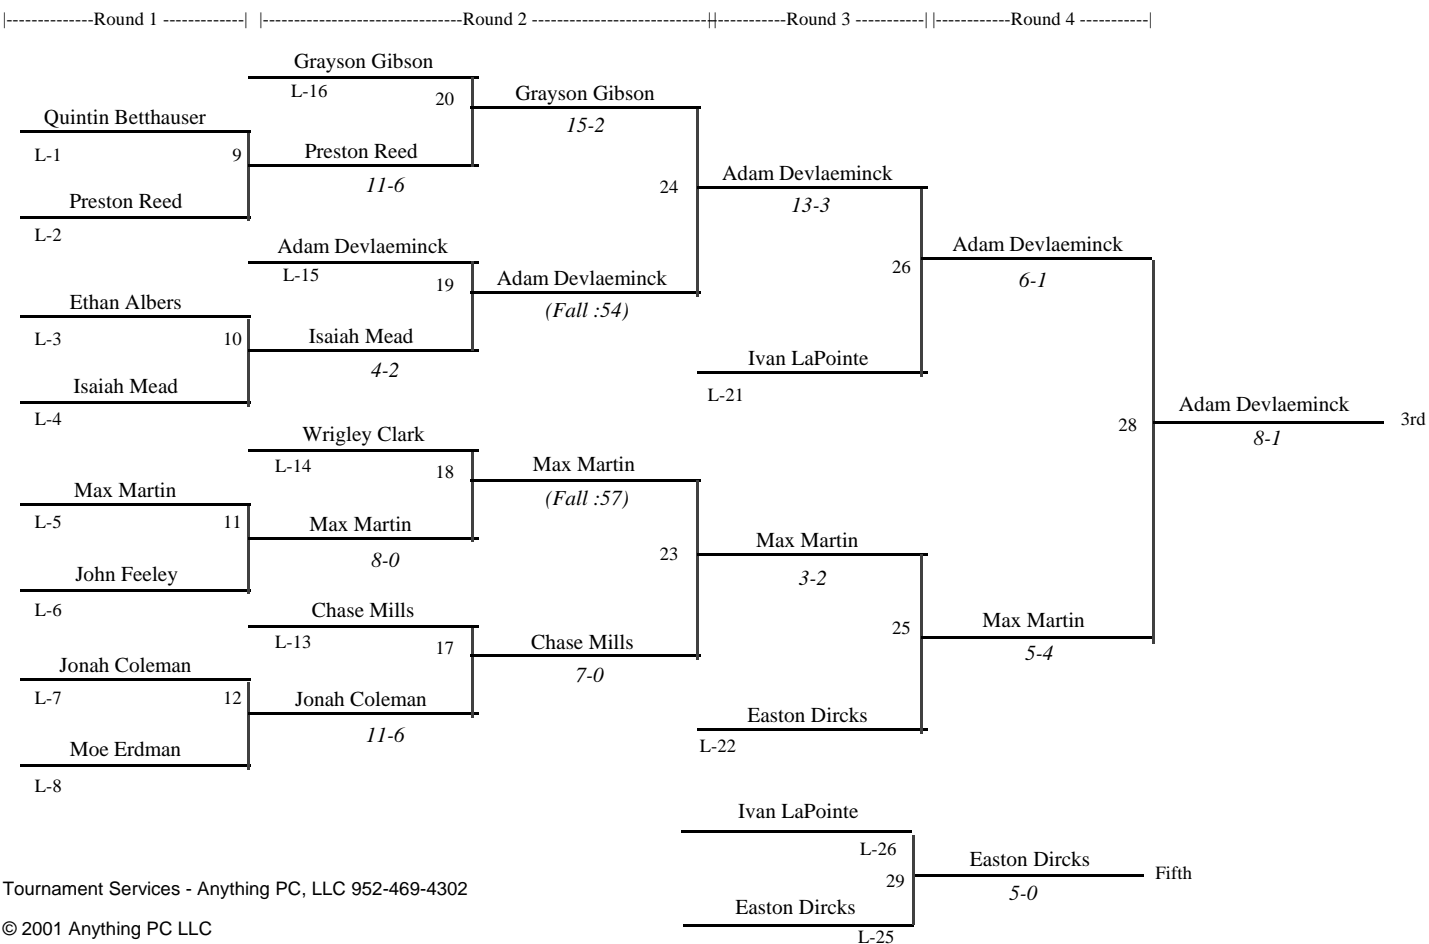 |--------------Round 1 -------------| |--------------------------------Round 2 ----------------------------||------------Round 3 -----------| |------------Round 4 -----------|
Grayson Gibson
L-16
20
Grayson Gibson
15-2
Quintin Betthauser
L-1
9
Preston Reed
11-6
Preston Reed
L-2
24
Adam Devlaeminck
13-3
Adam Devlaeminck
L-15
19
Adam Devlaeminck
(Fall :54)
26
Adam Devlaeminck
6-1
Ethan Albers
L-3
10
Isaiah Mead
4-2
Isaiah Mead
L-4
Ivan LaPointe
L-21
28
Adam Devlaeminck
8-1
3rd
Wrigley Clark
L-14
18
Max Martin
(Fall :57)
Max Martin
L-5
11
Max Martin
8-0
John Feeley
L-6
23
Max Martin
3-2
Chase Mills
L-13
17
Chase Mills
7-0
25
Max Martin
5-4
Jonah Coleman
L-7
12
Jonah Coleman
11-6
Moe Erdman
L-8
Easton Dircks
L-22
Ivan LaPointe
L-26
29
Easton Dircks
5-0
Fifth
Easton Dircks
L-25
Tournament Services - Anything PC, LLC 952-469-4302
© 2001 Anything PC LLC